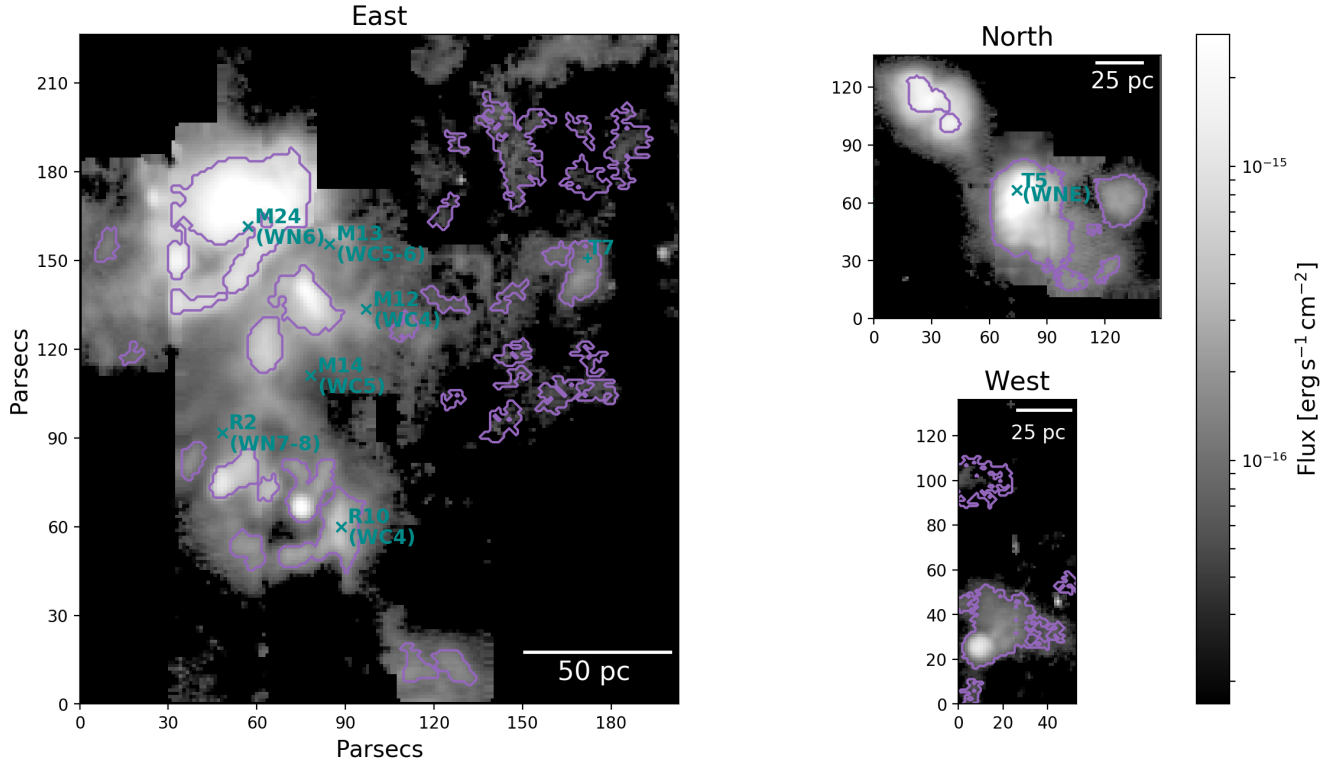 East
Parsecs
210
180
150
120
90
60
30
0
0
30
60
90
120
150
180
Parsecs
M24
(WN6)
M13
(WC5-6)
T7
M12
(WC4)
M14
(WC5)
R2
(WN7-8)
R10
(WC4)
50 pc
North
25 pc
120
90
60
30
0
0
30
60
90
120
T5
(WNE)
West
25 pc
120
100
80
60
40
20
0
0
20
40
10⁻¹⁵
10⁻¹⁶
Flux [erg s⁻¹ cm⁻²]